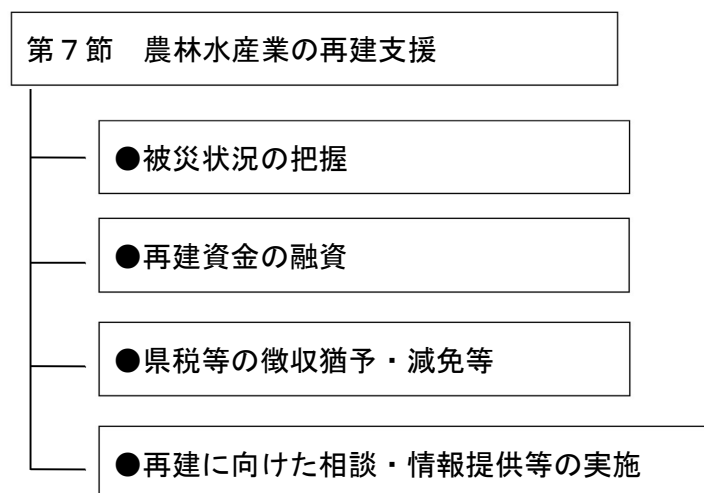 第７節　農林水産業の再建支援
●被災状況の把握
●再建資金の融資
●県税等の徴収猶予・減免等
●再建に向けた相談・情報提供等の実施